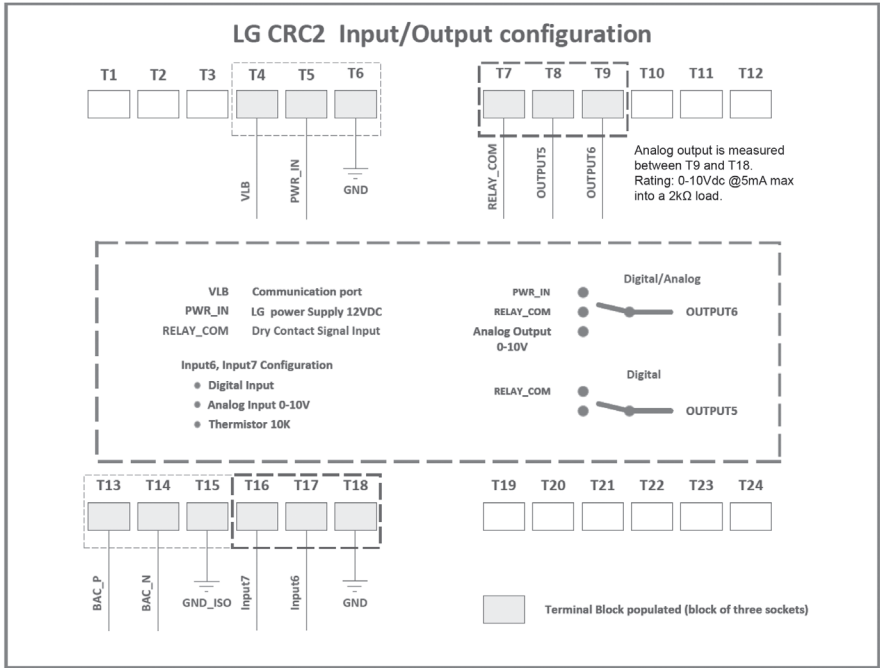 LG CRC2 Input/Output configuration
T1 T2 T3 T4 T5 T6 T7 T8 T9 T10 T11 T12
VLB
PWR_IN
GND
RELAY_COM
OUTPUT5
OUTPUT6
Analog output is measured
between T9 and T18.
Rating: 0-10Vdc @5mA max
into a 2kΩ load.
VLB Communication port
PWR_IN LG power Supply 12VDC
RELAY_COM Dry Contact Signal Input
Input6, Input7 Configuration
Digital Input
Analog Input 0-10V
Thermistor 10K
Digital/Analog
PWR_IN
RELAY_COM
OUTPUT6
Analog Output
0-10V
Digital
RELAY_COM
OUTPUT5
T13 T14 T15 T16 T17 T18 T19 T20 T21 T22 T23 T24
BAC_P
BAC_N
GND_ISO
Input7
Input6
GND
Terminal Block populated (block of three sockets)